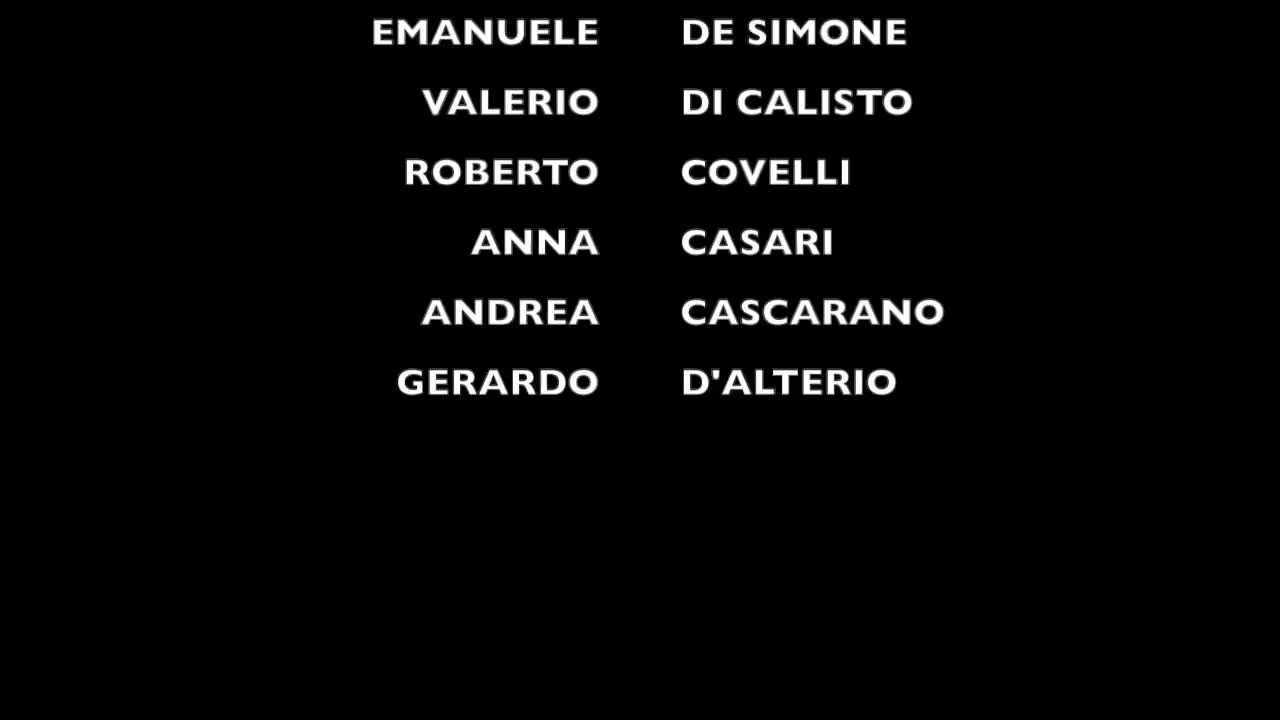 EMANUELE DE SIMONE
VALERIO DI CALISTO
ROBERTO COVELLI
ANNA CASARI
ANDREA CASCARANO
GERARDO D'ALTERIO